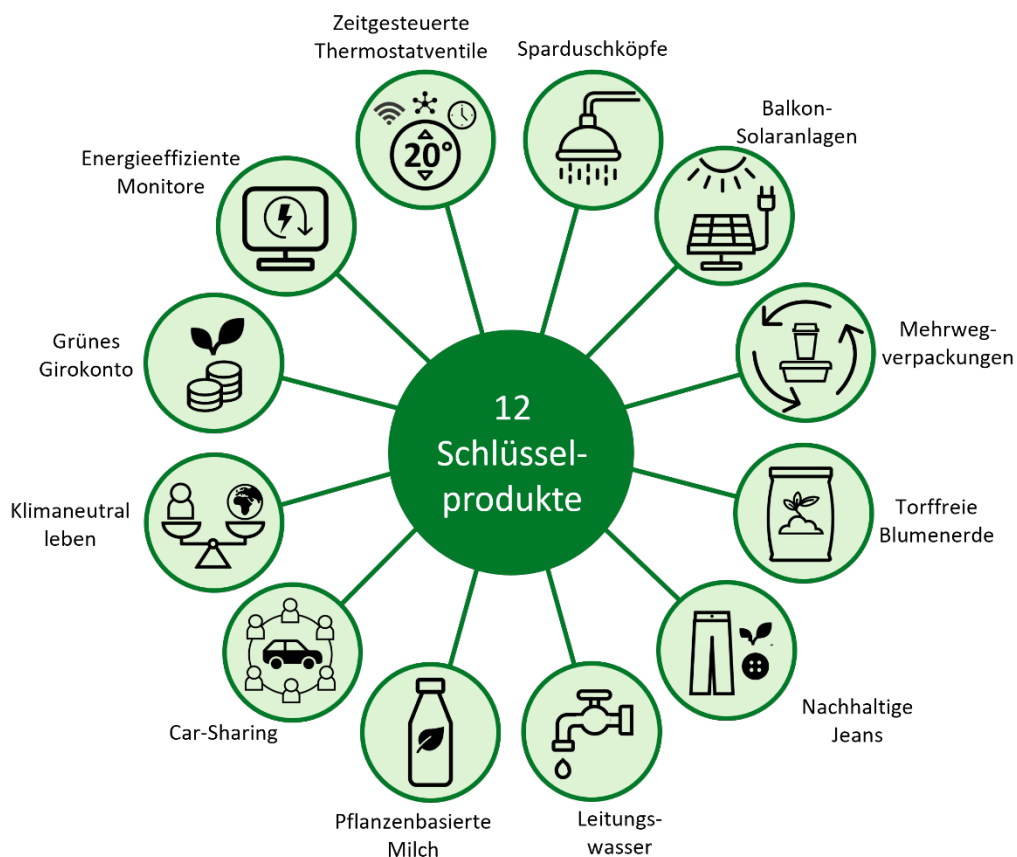 Zeitgesteuerte
Thermostatventile
20°
Sparduschköpfe
Balkon-
Solaranlagen
Mehrweg-
verpackungen
Torffreie
Blumenerde
Nachhaltige
Jeans
Leitungs-
wasser
Pflanzenbasierte
Milch
Car-Sharing
Klimaneutral
leben
Grünes
Girokonto
Energieeffiziente
Monitore
12
Schlüssel-
produkte